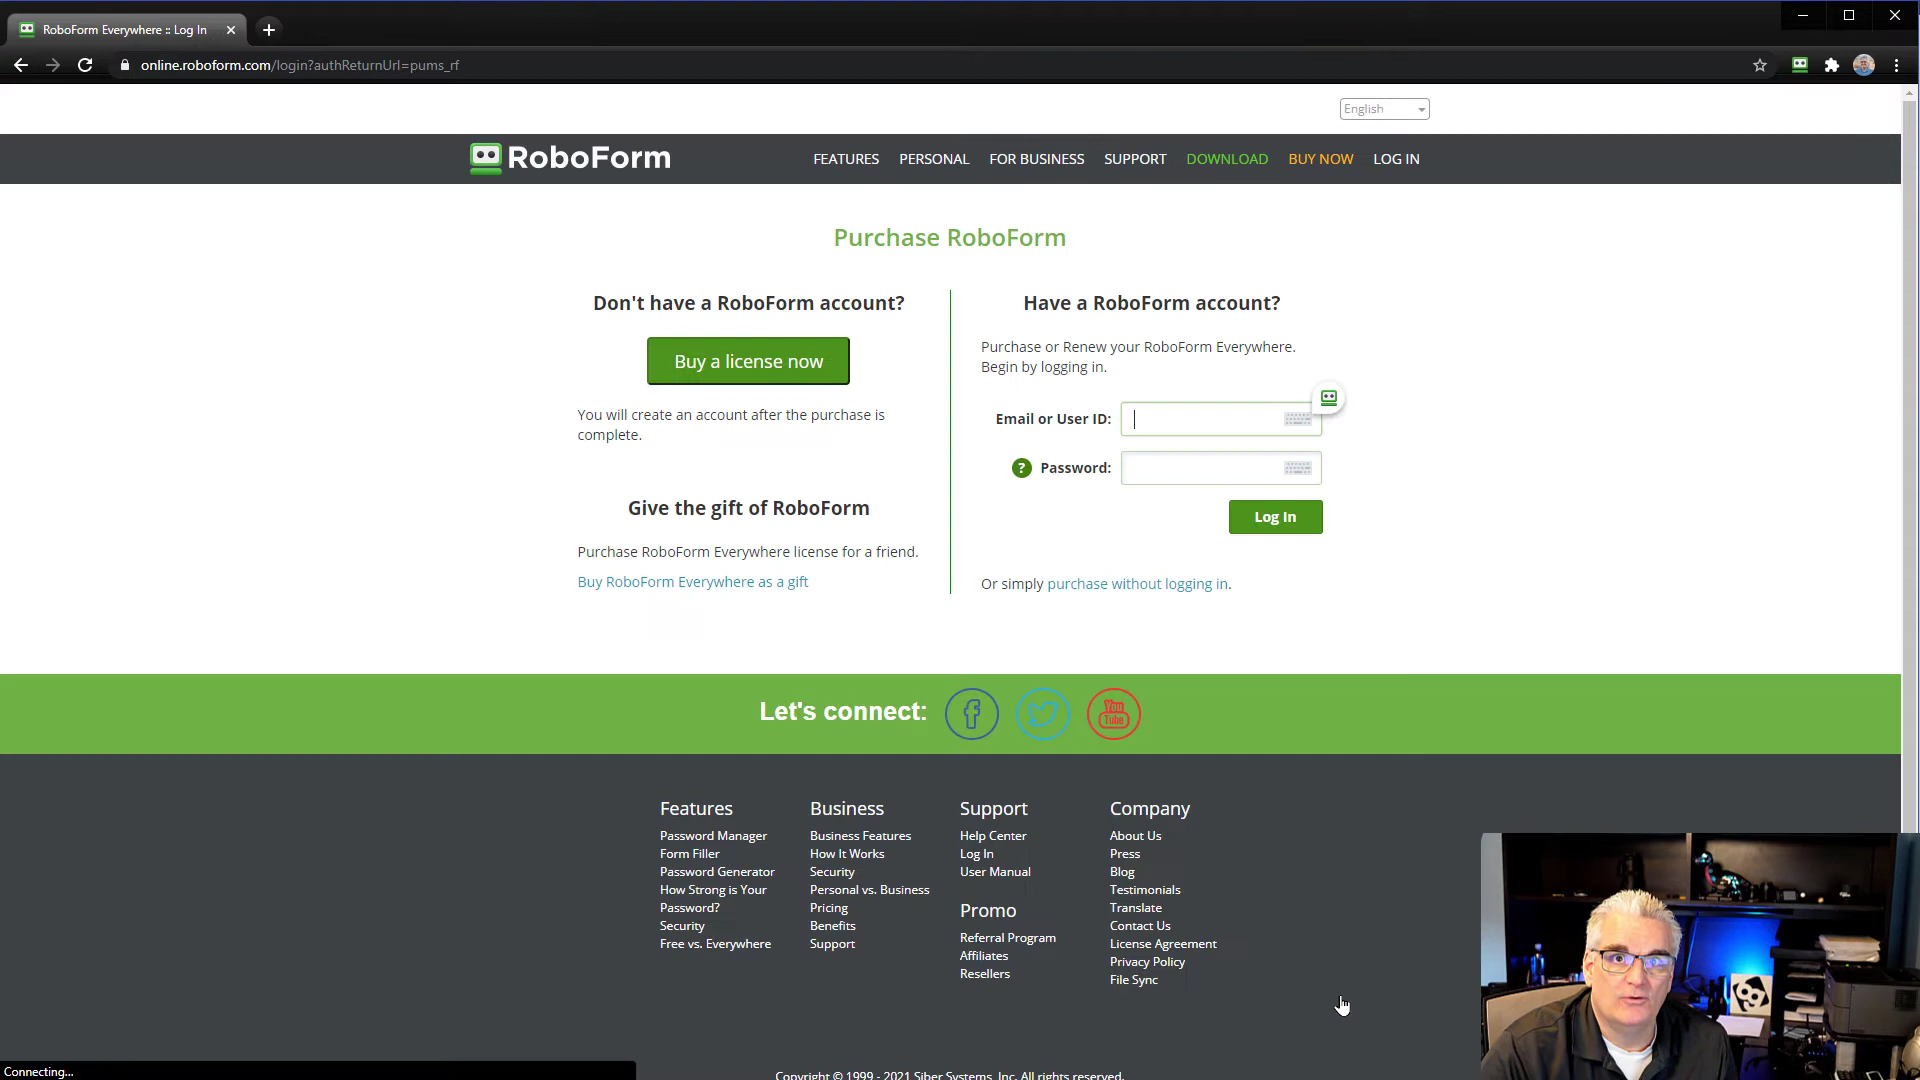 RoboForm Everywhere :: Log In
online.roboform.com/login?authReturnUrl=pums_rf
English
RoboForm
FEATURES PERSONAL FOR BUSINESS SUPPORT DOWNLOAD BUY NOW LOG IN
Purchase RoboForm
Don't have a RoboForm account?
Buy a license now
You will create an account after the purchase is
complete.
Give the gift of RoboForm
Purchase RoboForm Everywhere license for a friend.
Buy RoboForm Everywhere as a gift
Have a RoboForm account?
Purchase or Renew your RoboForm Everywhere.
Begin by logging in.
Email or User ID:
? Password:
Log In
Or simply purchase without logging in.
Let's connect:
You
Tube
Features
Password Manager
Form Filler
Password Generator
How Strong is Your
Password?
Security
Free vs. Everywhere
Business
Business Features
How It Works
Security
Personal vs. Business
Pricing
Benefits
Support
Support
Help Center
Log In
User Manual
Promo
Referral Program
Affiliates
Resellers
Company
About Us
Press
Blog
Testimonials
Translate
Contact Us
License Agreement
Privacy Policy
File Sync
Connecting...
Copyright © 1999 - 2021 Siber Systems, Inc. All rights reserved.